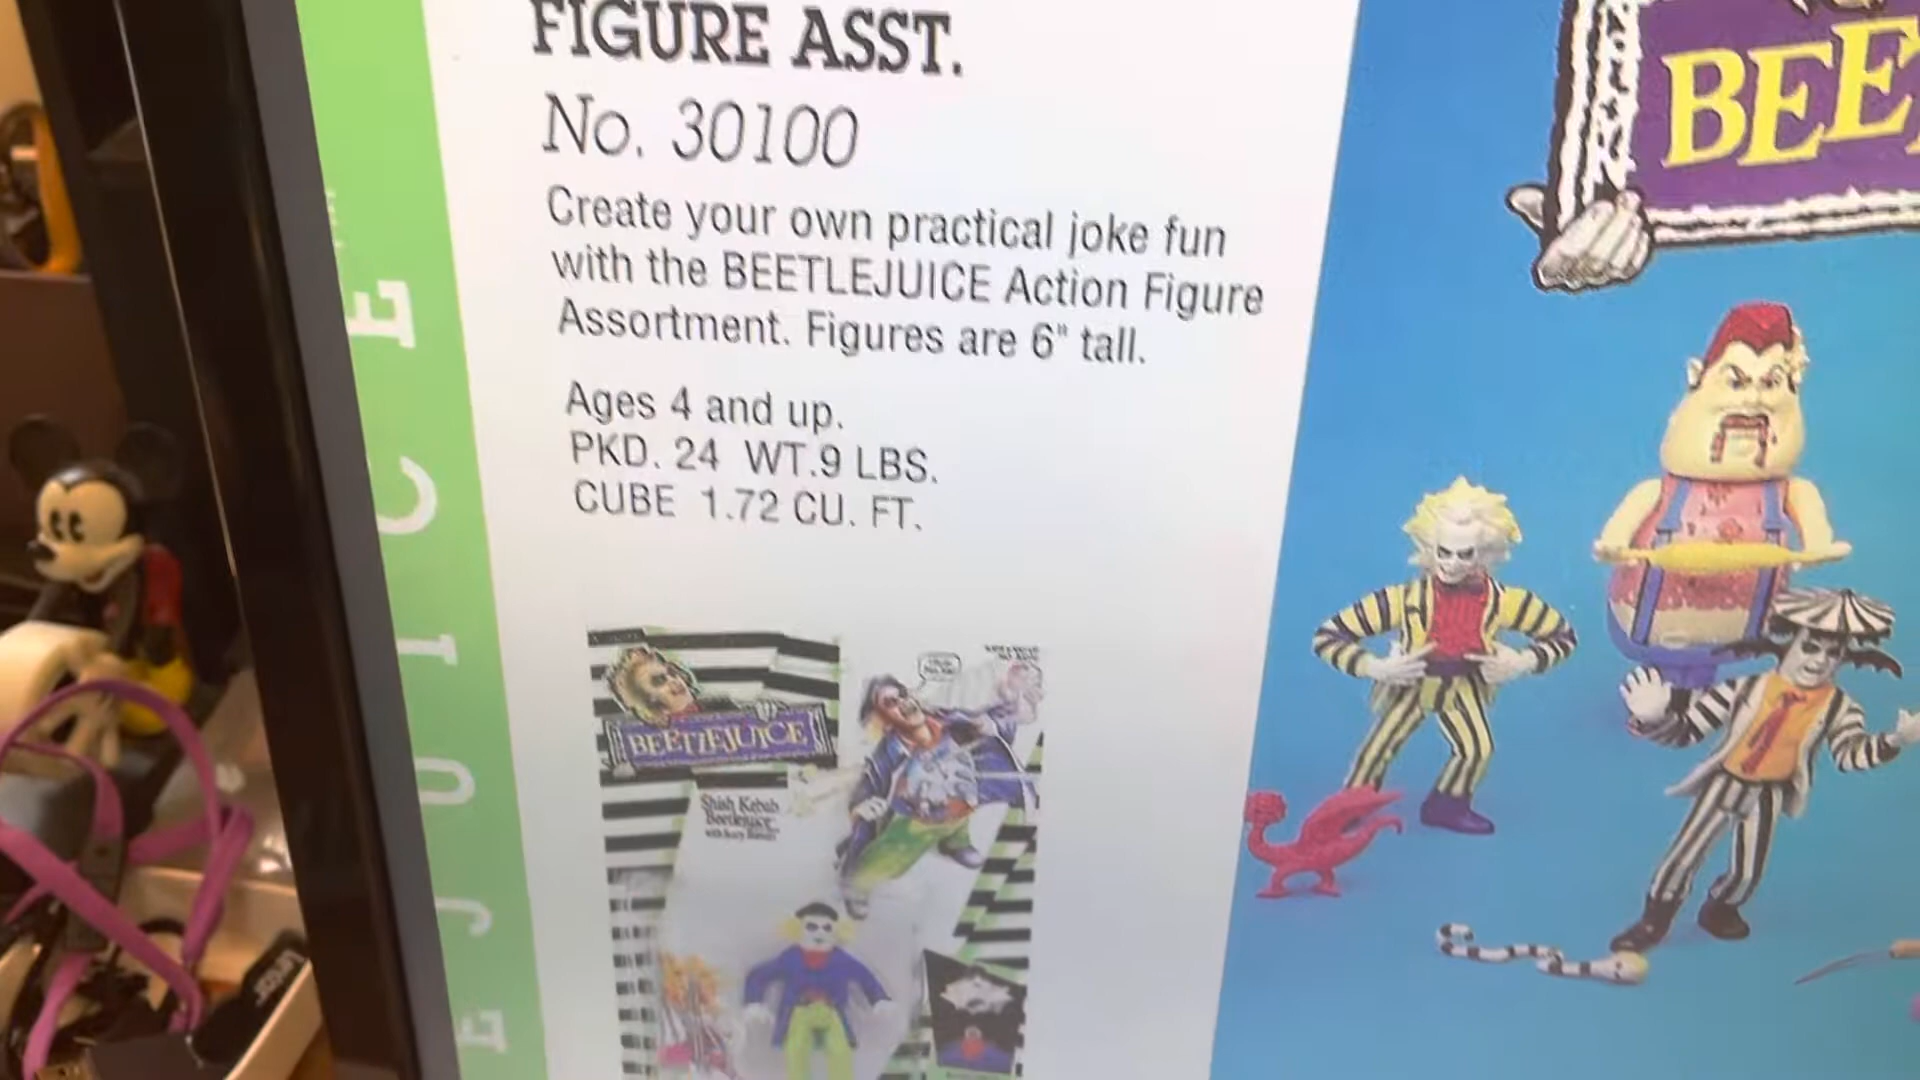 FIGURE ASST.
No. 30100
Create your own practical joke fun
with the BEETLEJUICE Action Figure
Assortment. Figures are 6" tall.
Ages 4 and up.
PKD. 24 WT.9 LBS.
CUBE 1.72 CU. FT.
BEETLEJUICE
Shish Kebab
Beetlejuice
EJUICE
BEE